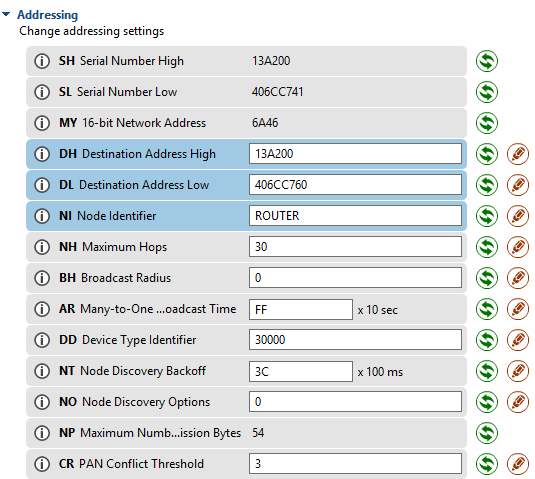 Addressing
Change addressing settings
SH Serial Number High 13A200
SL Serial Number Low 406CC741
MY 16-bit Network Address 6A46
DH Destination Address High 13A200
DL Destination Address Low 406CC760
NI Node Identifier ROUTER
NH Maximum Hops 30
BH Broadcast Radius 0
AR Many-to-One ...oadcast Time FF x 10 sec
DD Device Type Identifier 30000
NT Node Discovery Backoff 3C x 100 ms
NO Node Discovery Options 0
NP Maximum Numb...ission Bytes 54
CR PAN Conflict Threshold 3